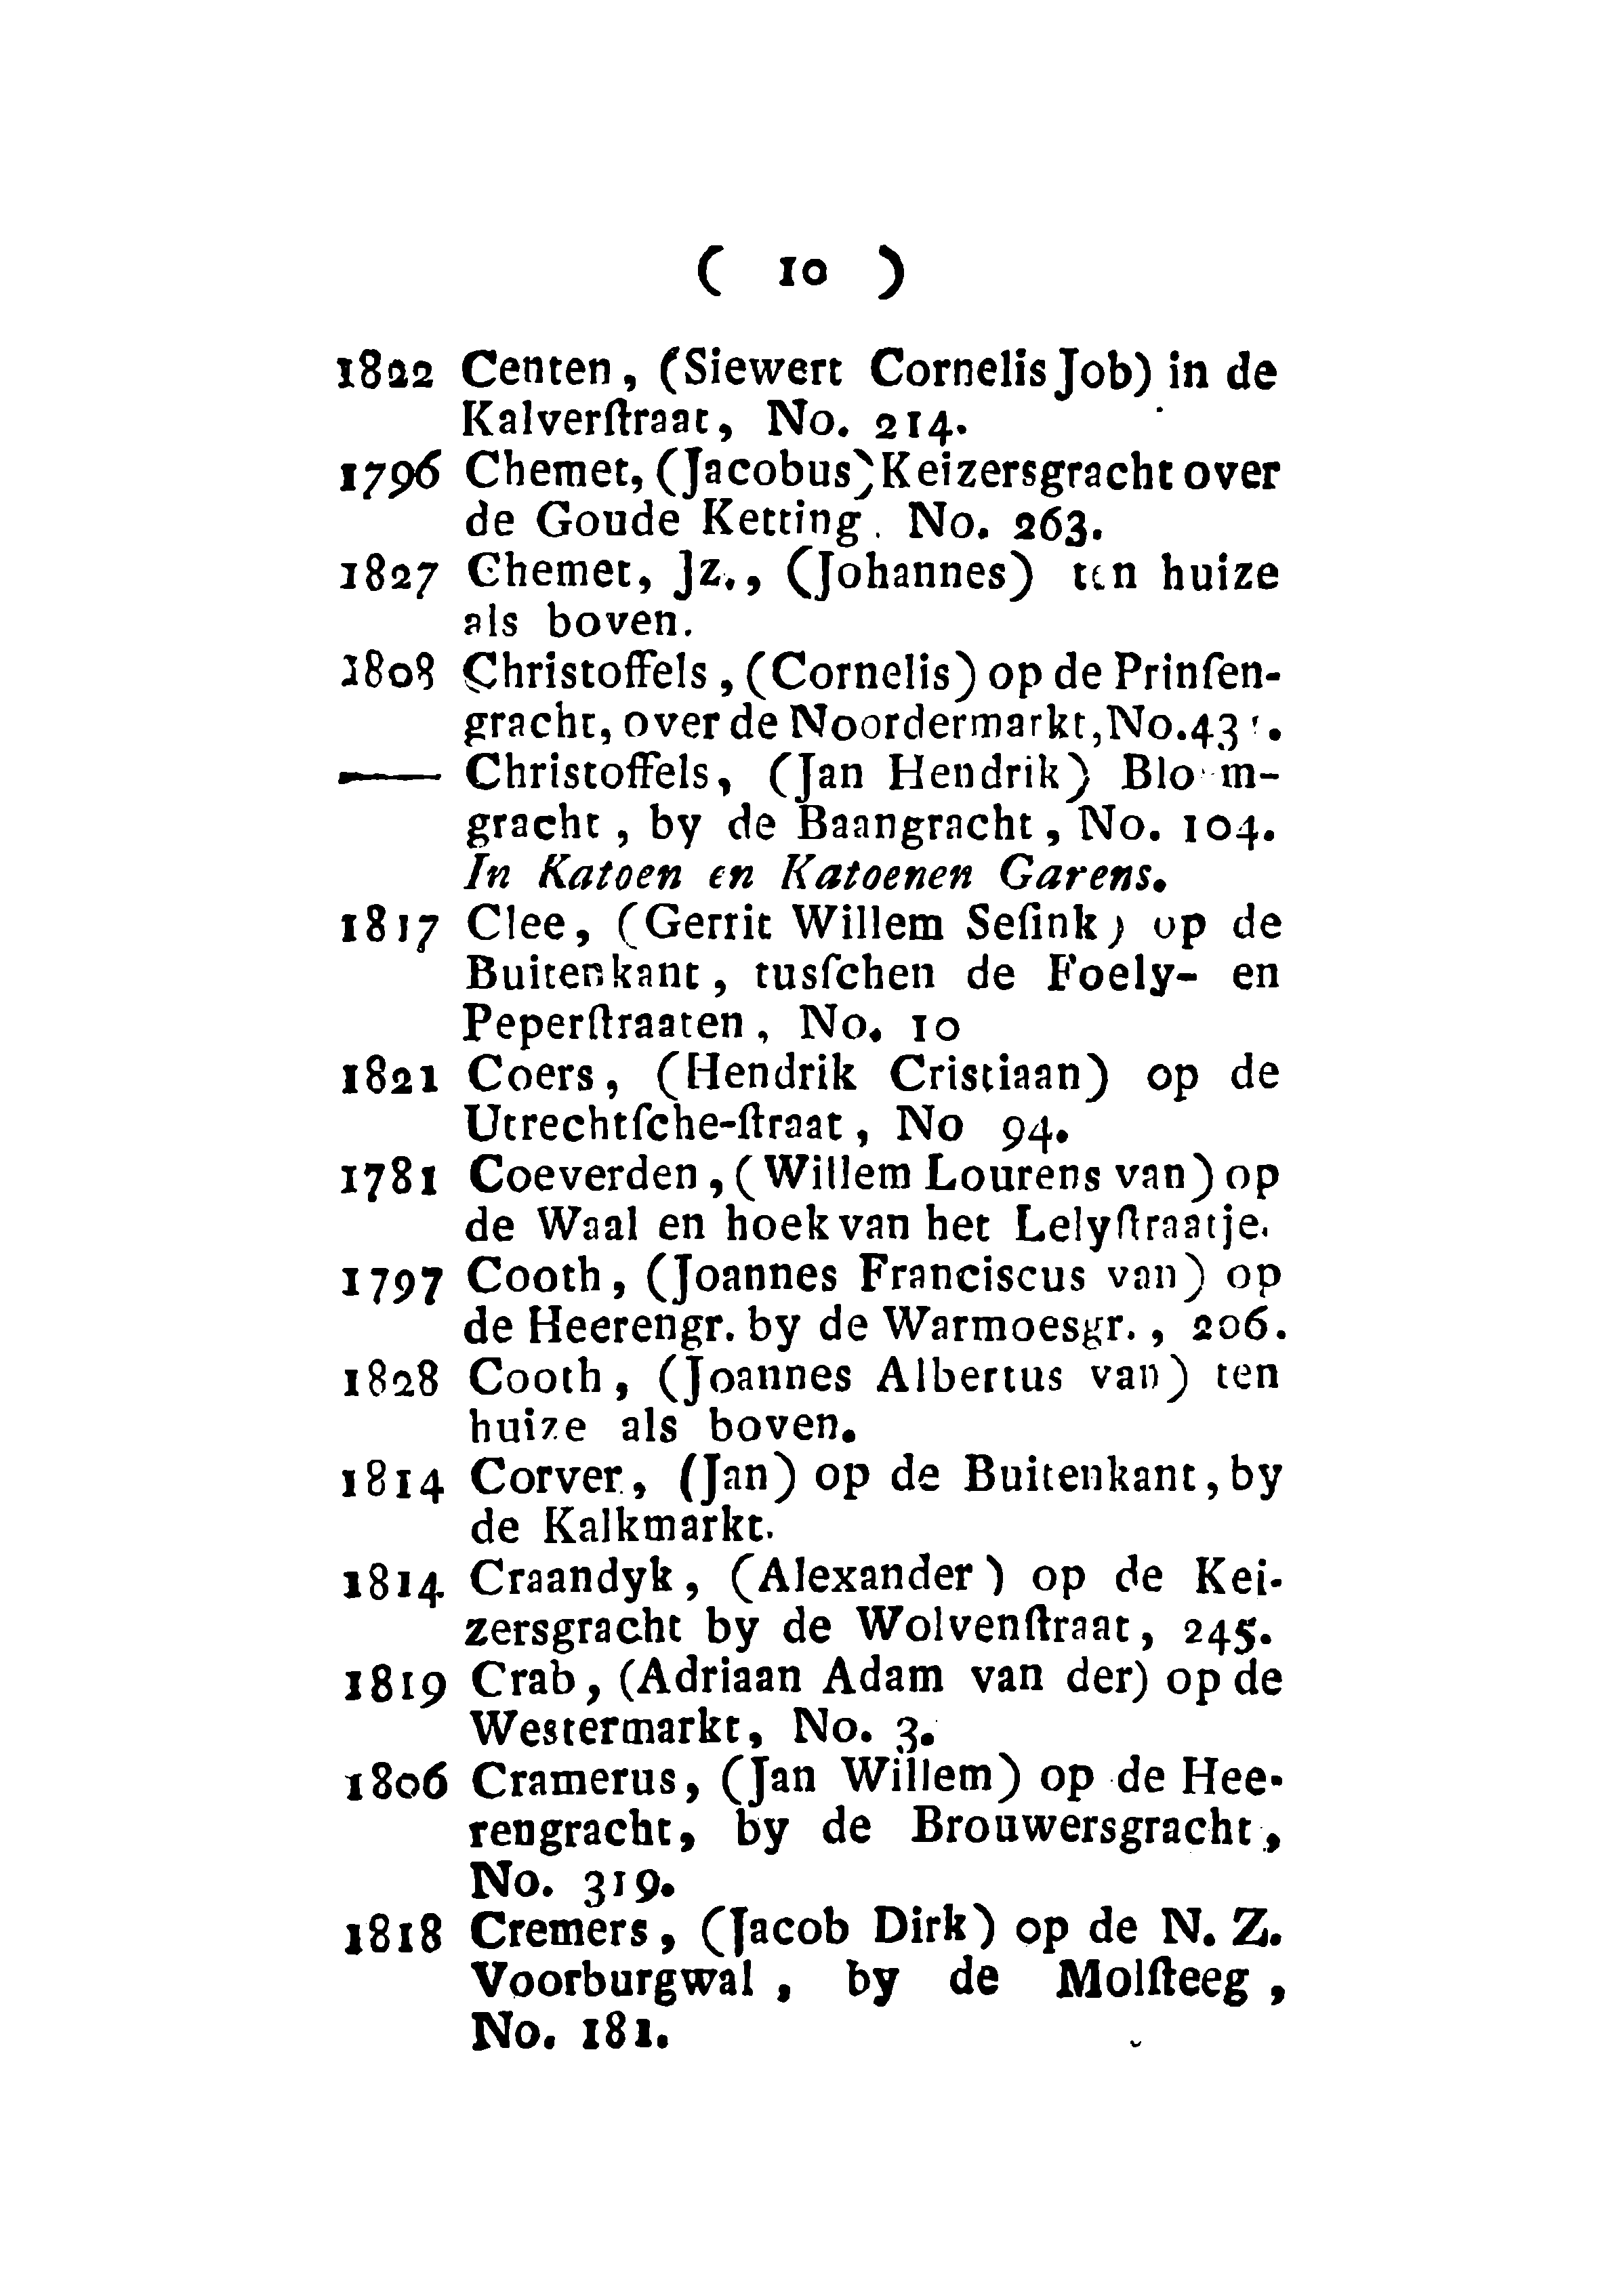 ( 10 )
1822 Centen, (Siewert Cornelis Job) in de
Kalverſtraat, No. 214.
1796 Chemet, (Jacobus) Keizersgracht over
de Goude Ketting. No. 263.
1827 Chemet, Jz., (Johannes) ten huize
als boven.
1808 Christoffels, (Cornelis) op de Prinſen-
gracht, over de Noordermarkt,
—— Christoffels, (Jan Hendrik) Bloem-
gracht, by de Baangracht, No. 104.
In Katoen en Katoenen Garens.
1817 Clee, (Gerrit Willem Seſink) op de
Buitenkant, tusſchen de Foely- en
Peperſtraaten, No. 10
1821 Coers, (Hendrik Cristiaan) op de
Utrechtſche-ſtraat, No 94.
1781 Coeverden, (Willem Lourens van) op
de Waal en hoek van het Lelyſtraatje.
1797 Cooth, (Joannes Franciscus van) op
de Heerengr. by de Warmoesgr., 206.
1828 Cooth, (Joannes Albertus van) ten
huize als boven.
1814 Corver, (Jan) op de Buitenkant, by
de Kalkmarkt.
1814 Craandyk, (Alexander) op de Kei-
zersgracht by de Wolvenſtraat, 245.
1819 Crab, (Adriaan Adam van der) op de
Westermarkt, No. 3.
1806 Cramerus, (Jan Willem) op de Hee-
rengracht, by de Brouwersgracht,
No. 319.
1818 Cremers, (Jacob Dirk) op de N. Z.
Voorburgwal, by de Molſteeg,
No. 181.